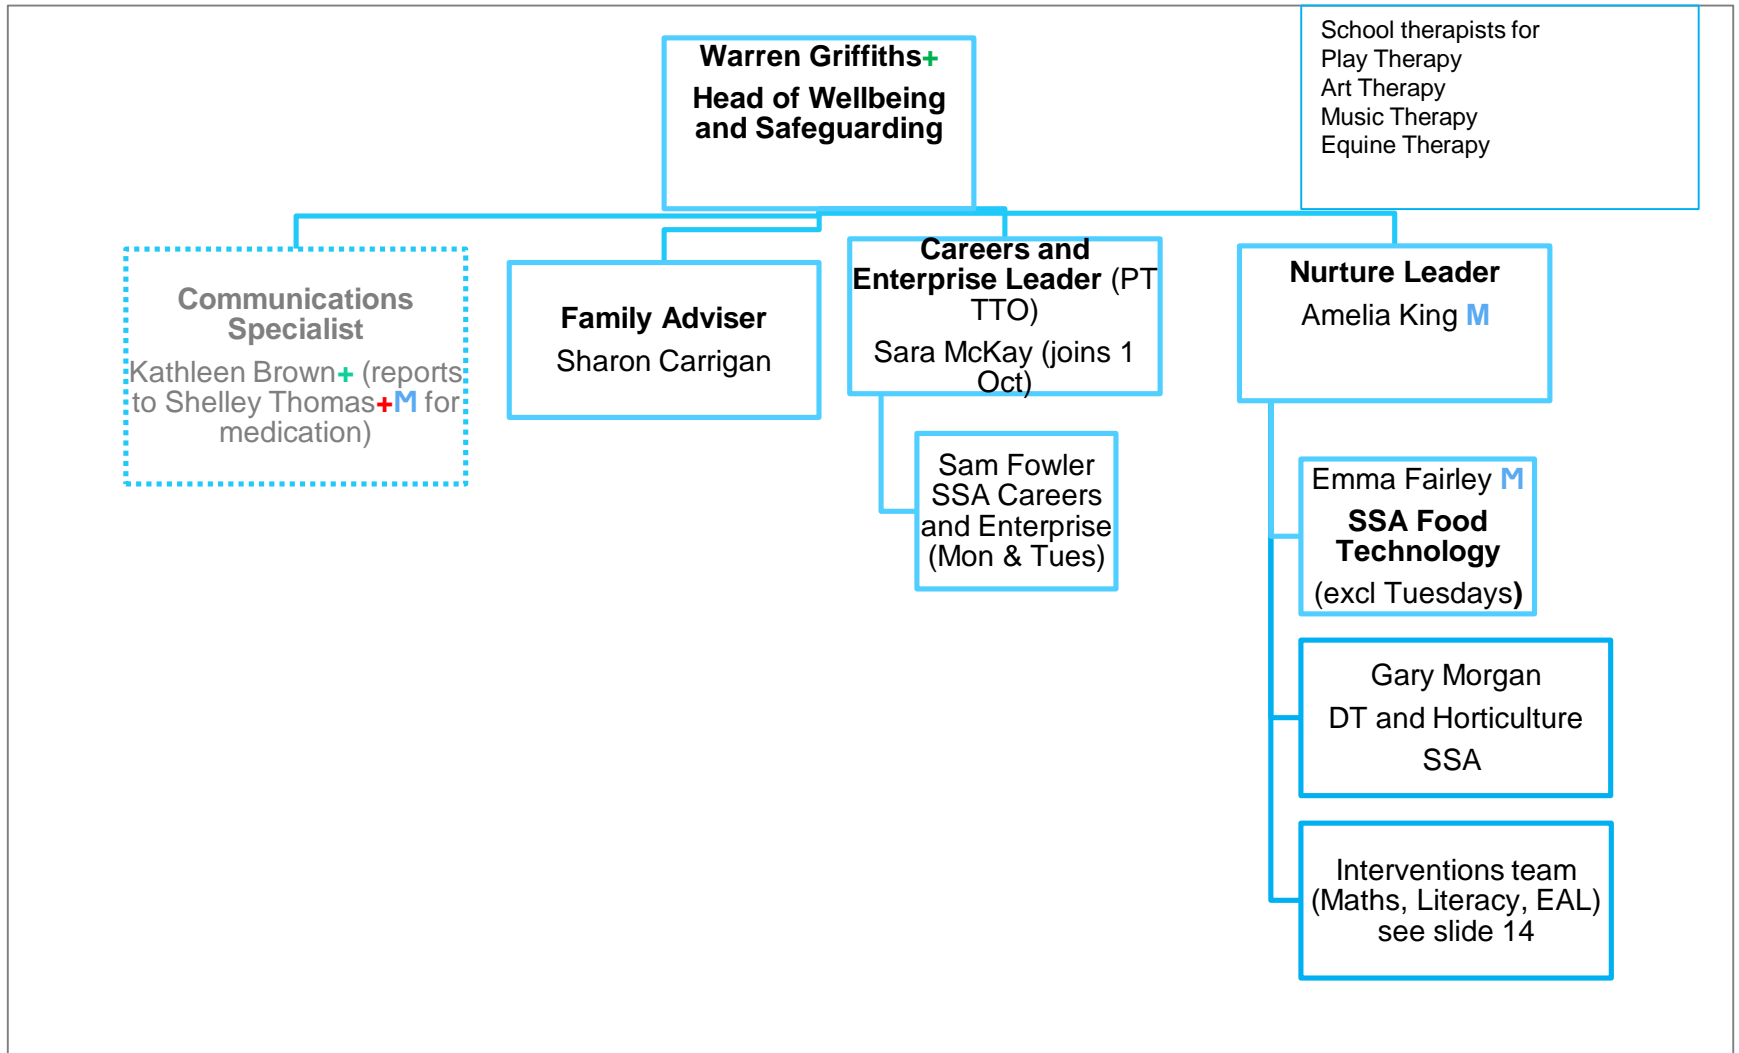 Warren Griffiths+
Head of Wellbeing
and Safeguarding
School therapists for
Play Therapy
Art Therapy
Music Therapy
Equine Therapy
Communications
Specialist
Kathleen Brown+ (reports
to Shelley Thomas+M for
medication)
Family Adviser
Sharon Carrigan
Careers and
Enterprise Leader (PT
TTO)
Sara McKay (joins 1
Oct)
Sam Fowler
SSA Careers
and Enterprise
(Mon & Tues)
Nurture Leader
Amelia King M
Emma Fairley M
SSA Food
Technology
(excl Tuesdays)
Gary Morgan
DT and Horticulture
SSA
Interventions team
(Maths, Literacy, EAL)
see slide 14